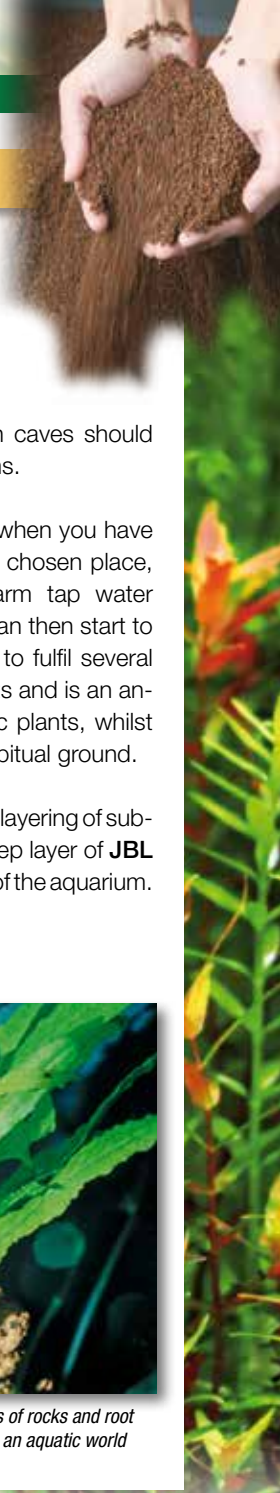 n caves should
ns.
when you have
chosen place,
arm tap water
an then start to
to fulfil several
s and is an an-
c plants, whilst
bitual ground.
layering of sub-
ep layer of JBL
of the aquarium.
s of rocks and root
an aquatic world